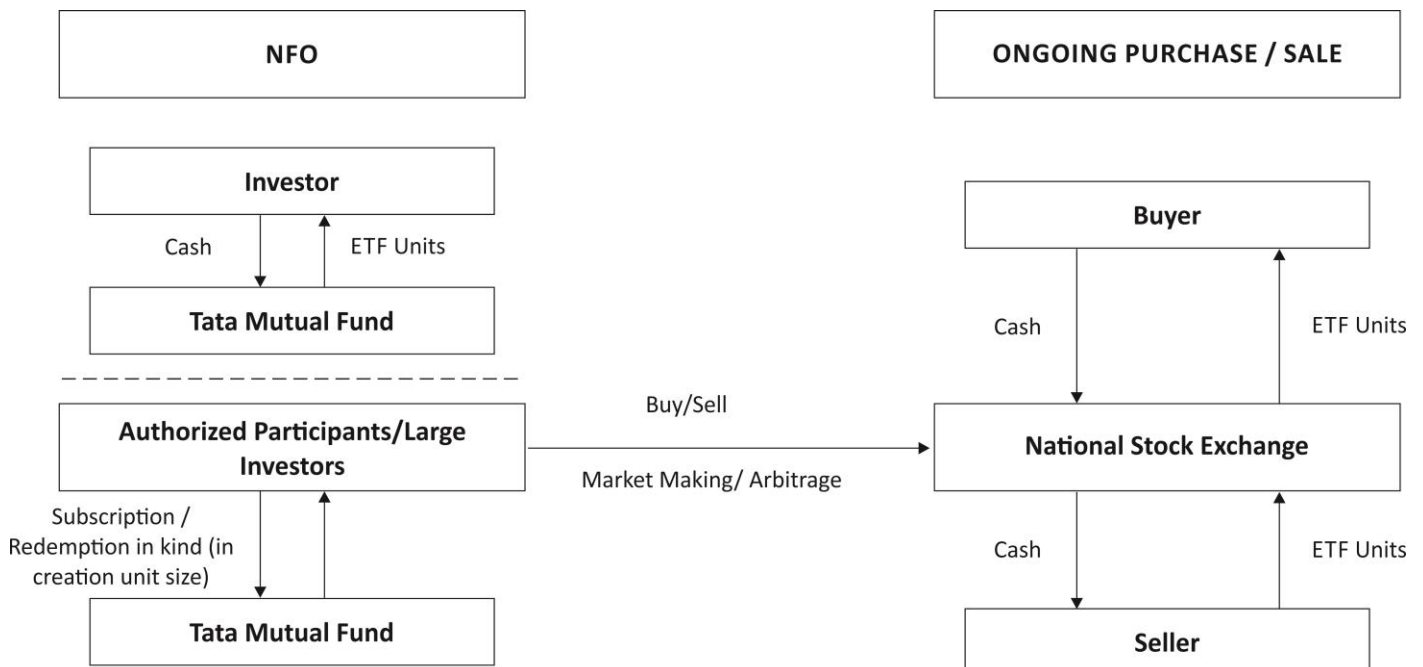 NFO
ONGOING PURCHASE / SALE
Investor
Cash
ETF Units
Tata Mutual Fund
Buyer
Cash
ETF Units
Authorized Participants/Large
Investors
Buy/Sell
Market Making/ Arbitrage
National Stock Exchange
Subscription /
Redemption in kind (in
creation unit size)
Tata Mutual Fund
Cash
ETF Units
Seller